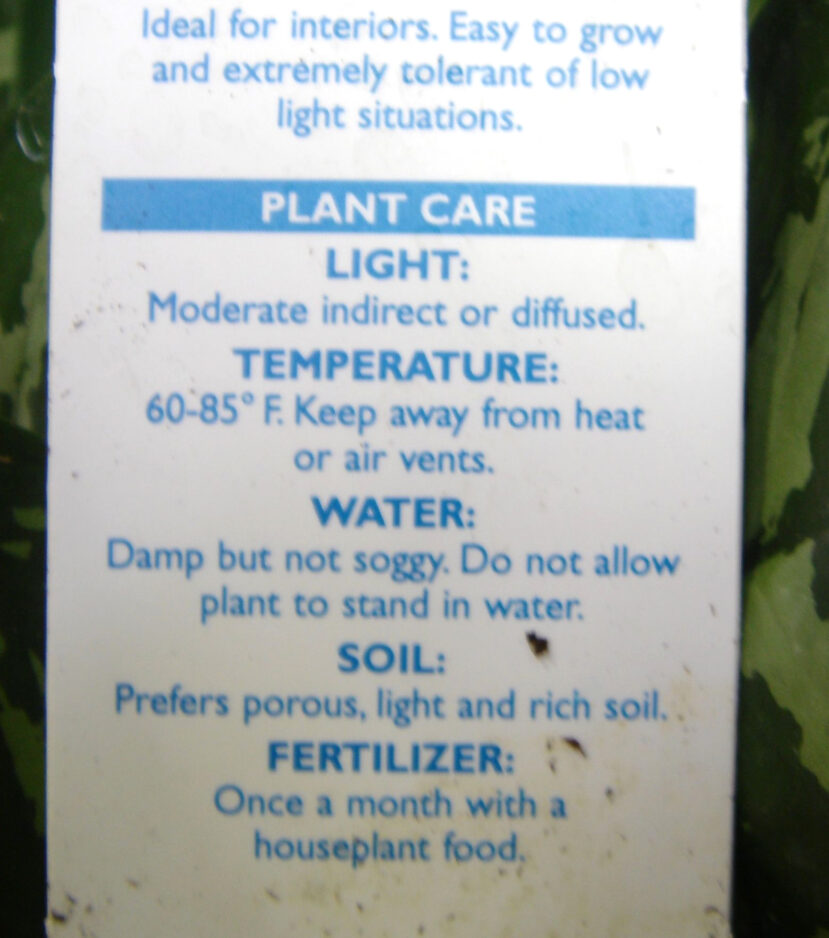 Ideal for interiors. Easy to grow
and extremely tolerant of low
light situations.
PLANT CARE
LIGHT:
Moderate indirect or diffused.
TEMPERATURE:
60-85° F. Keep away from heat
or air vents.
WATER:
Damp but not soggy. Do not allow
plant to stand in water.
SOIL:
Prefers porous, light and rich soil.
FERTILIZER:
Once a month with a
houseplant food.